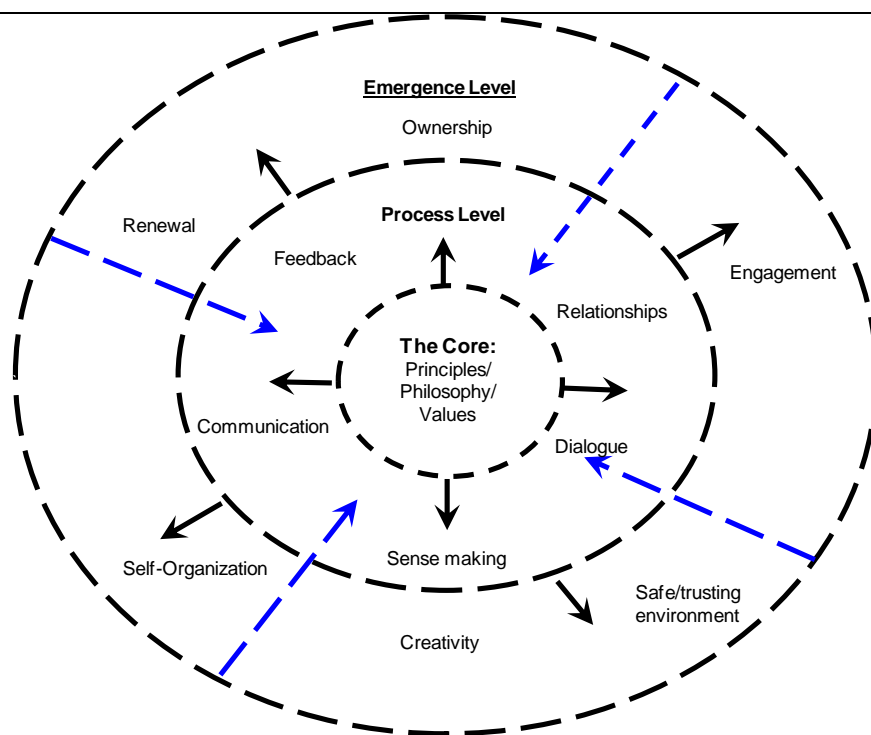 Emergence Level
Ownership
Renewal
Process Level
Feedback
Engagement
Relationships
The Core:
Principles/
Philosophy/
Values
Communication
Dialogue
Sense making
Self-Organization
Safe/trusting
environment
Creativity